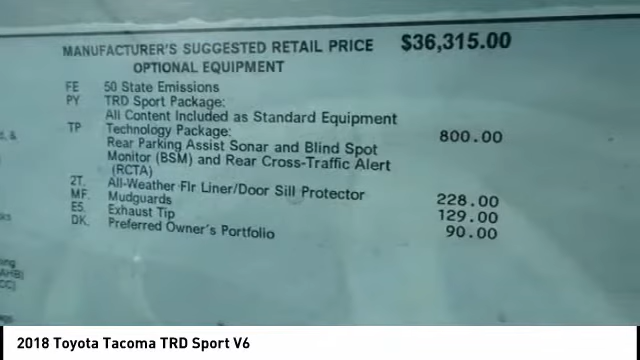 MANUFACTURER'S SUGGESTED RETAIL PRICE $36,315.00
OPTIONAL EQUIPMENT
FE 50 State Emissions
PY TRD Sport Package:
All Content Included as Standard Equipment
TP Technology Package: 800.00
Rear Parking Assist Sonar and Blind Spot
Monitor (BSM) and Rear Cross-Traffic Alert
(RCTA)
2T. All-Weather Flr Liner/Door Sill Protector 228.00
MF. Mudguards 129.00
E5. Exhaust Tip 90.00
DK. Preferred Owner's Portfolio
2018 Toyota Tacoma TRD Sport V6